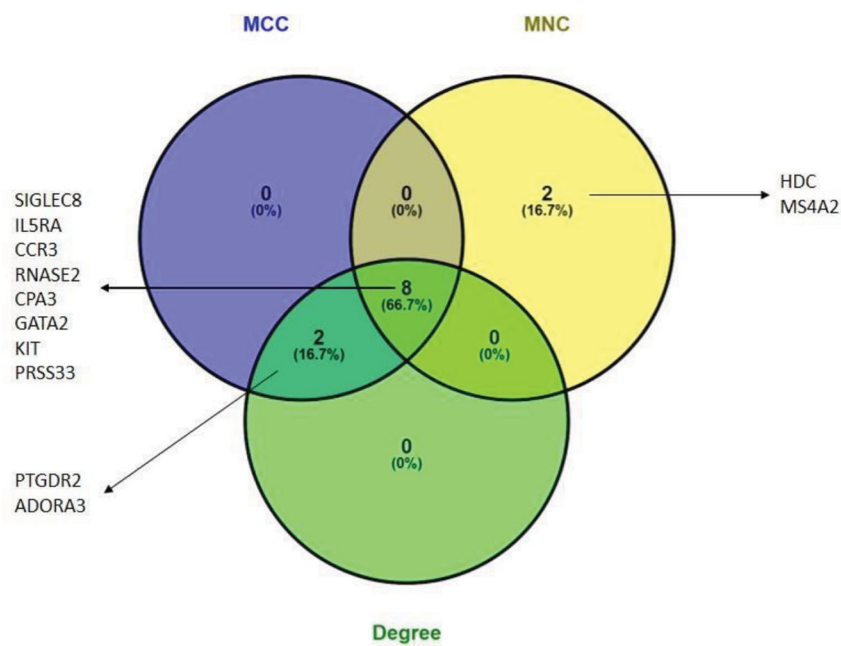 MCC
MNC
0
(0%)
0
(0%)
2
(16.7%)
HDC
MS4A2
SIGLEC8
IL5RA
CCR3
RNASE2
CPA3
GATA2
KIT
PRSS33
8
(66.7%)
2
(16.7%)
0
(0%)
0
(0%)
PTGDR2
ADORA3
Degree